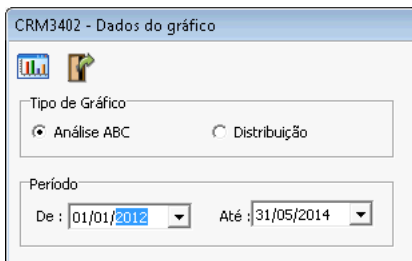 CRM3402 - Dados do gráfico
Tipo de Gráfico
Análise ABC Distribuição
Período
De : 01/01/2012 Até : 31/05/2014